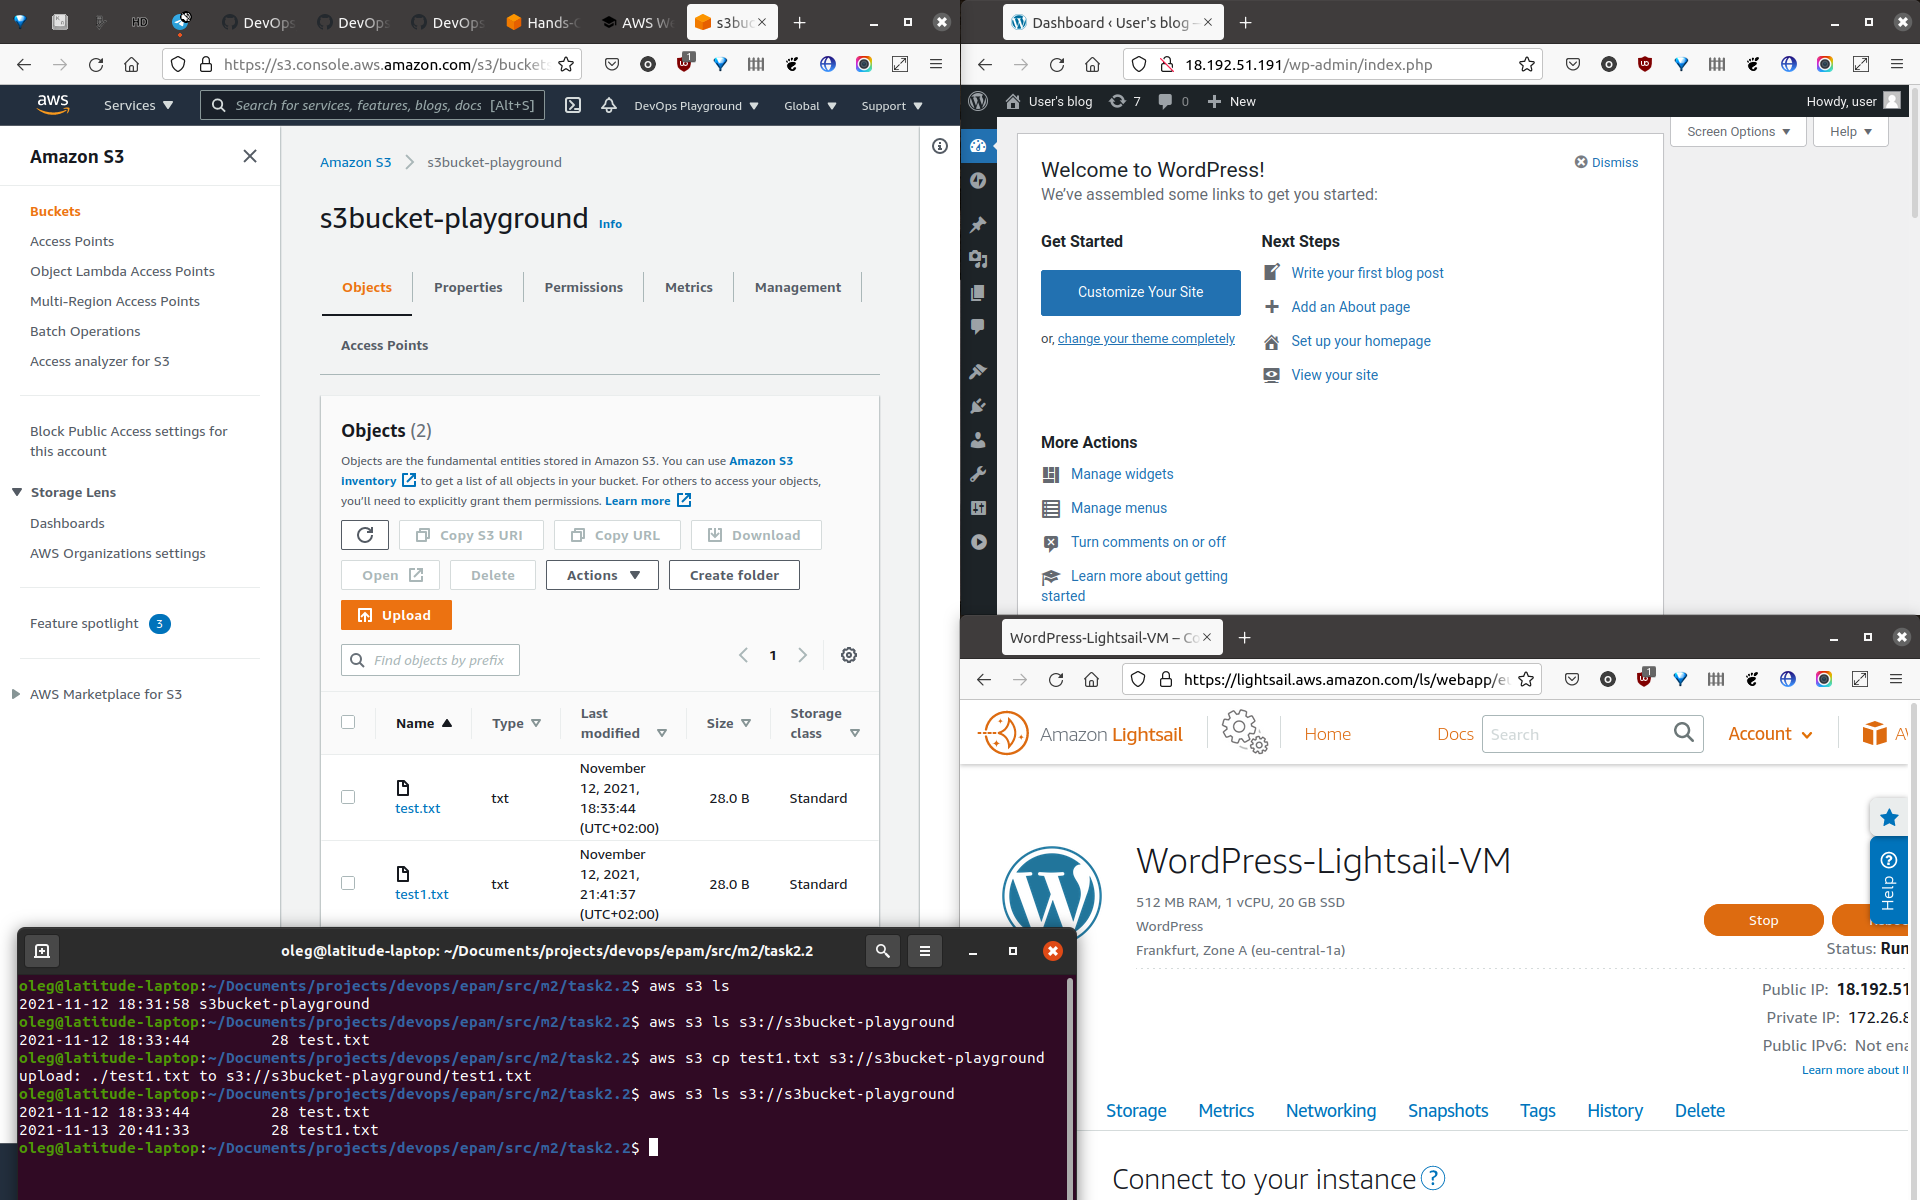 DevOps
DevOps
DevOps
Hands-
AWS We
s3buc
https://s3.console.aws.amazon.com/s3/buckets
1
aws
Services
Search for services, features, blogs, docs
[Alt+S]
DevOps Playground
Global
Support
Amazon S3
Buckets
Access Points
Object Lambda Access Points
Multi-Region Access Points
Batch Operations
Access analyzer for S3
Block Public Access settings for
this account
Storage Lens
Dashboards
AWS Organizations settings
Feature spotlight 3
AWS Marketplace for S3
Amazon S3
s3bucket-playground
s3bucket-playground Info
Objects
Properties
Permissions
Metrics
Management
Access Points
Objects (2)
Objects are the fundamental entities stored in Amazon S3. You can use Amazon S3
inventory to get a list of all objects in your bucket. For others to access your objects,
you'll need to explicitly grant them permissions. Learn more
Copy S3 URI
Copy URL
Download
Open
Delete
Actions
Create folder
Upload
Find objects by prefix
1
Name
Type
Last
modified
Size
Storage
class
test.txt
txt
November
12, 2021,
18:33:44
(UTC+02:00)
28.0 B
Standard
test1.txt
txt
November
12, 2021,
21:41:37
(UTC+02:00)
28.0 B
Standard
Dashboard ‹ User's blog —
18.192.51.191/wp-admin/index.php
User's blog
7
0
New
Howdy, user
Screen Options
Help
Welcome to WordPress!
We've assembled some links to get you started:
Dismiss
Get Started
Customize Your Site
or, change your theme completely
Next Steps
Write your first blog post
Add an About page
Set up your homepage
View your site
More Actions
Manage widgets
Manage menus
Turn comments on or off
Learn more about getting
started
WordPress-Lightsail-VM – Co
https://lightsail.aws.amazon.com/ls/webapp/eu
1
Amazon Lightsail
Home
Docs
Search
Account
WordPress-Lightsail-VM
512 MB RAM, 1 vCPU, 20 GB SSD
WordPress
Frankfurt, Zone A (eu-central-1a)
Stop
Help
Status: Run
Public IP: 18.192.51
Private IP: 172.26.8
Public IPv6: Not ena
Learn more about I
Storage
Metrics
Networking
Snapshots
Tags
History
Delete
Connect to your instance ?
oleg@latitude-laptop: ~/Documents/projects/devops/epam/src/m2/task2.2
oleg@latitude-laptop:~/Documents/projects/devops/epam/src/m2/task2.2$ aws s3 ls
2021-11-12 18:31:58 s3bucket-playground
oleg@latitude-laptop:~/Documents/projects/devops/epam/src/m2/task2.2$ aws s3 ls s3://s3bucket-playground
2021-11-12 18:33:44 28 test.txt
oleg@latitude-laptop:~/Documents/projects/devops/epam/src/m2/task2.2$ aws s3 cp test1.txt s3://s3bucket-playground
upload: ./test1.txt to s3://s3bucket-playground/test1.txt
oleg@latitude-laptop:~/Documents/projects/devops/epam/src/m2/task2.2$ aws s3 ls s3://s3bucket-playground
2021-11-12 18:33:44 28 test.txt
2021-11-13 20:41:33 28 test1.txt
oleg@latitude-laptop:~/Documents/projects/devops/epam/src/m2/task2.2$